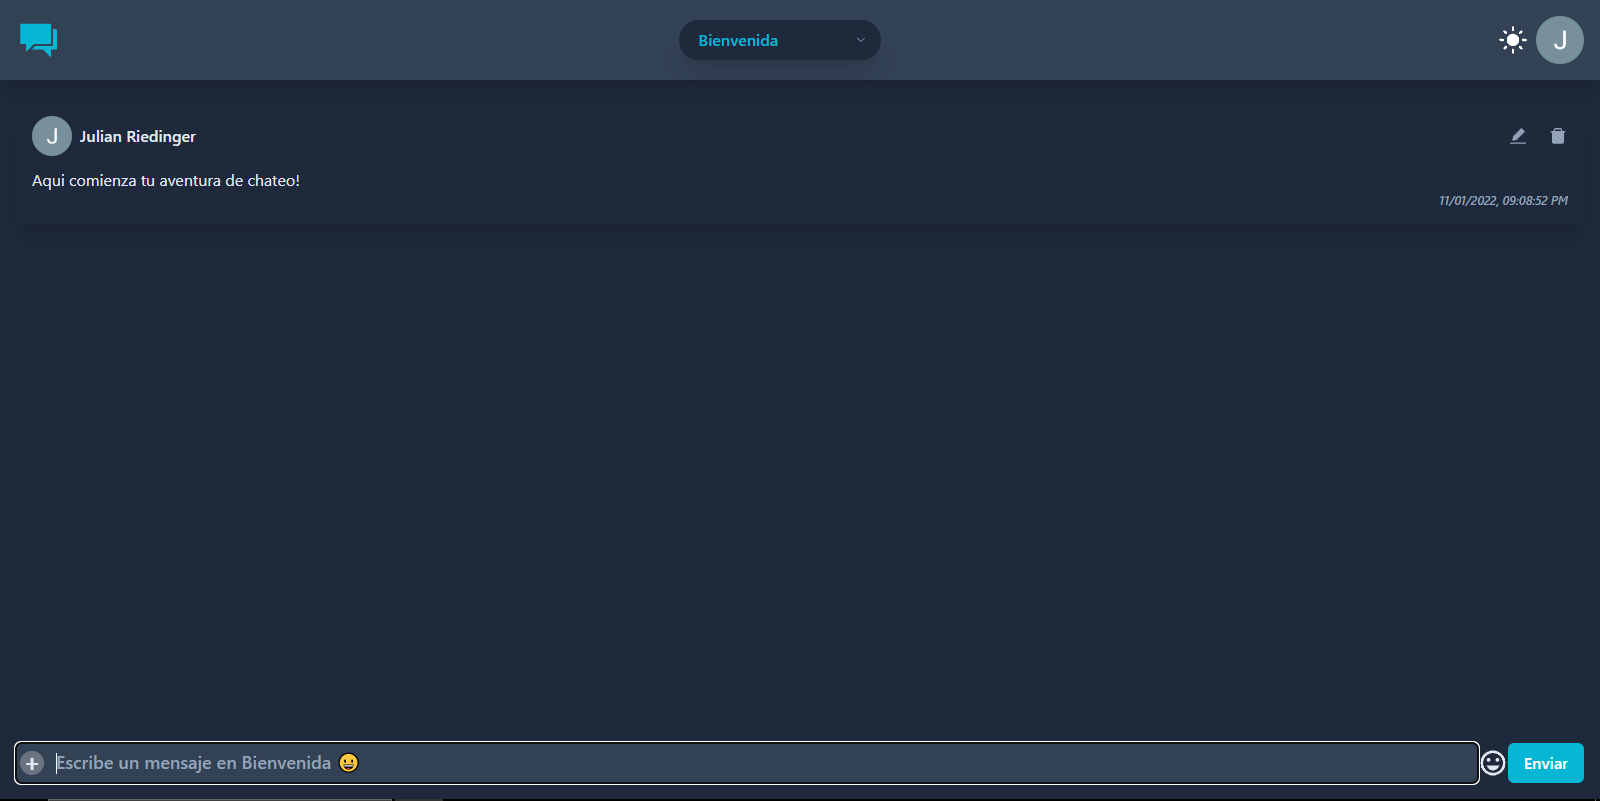 Bienvenida
J
J Julian Riedinger
Aqui comienza tu aventura de chateo!
11/01/2022, 09:08:52 PM
Escribe un mensaje en Bienvenida 😀
Enviar